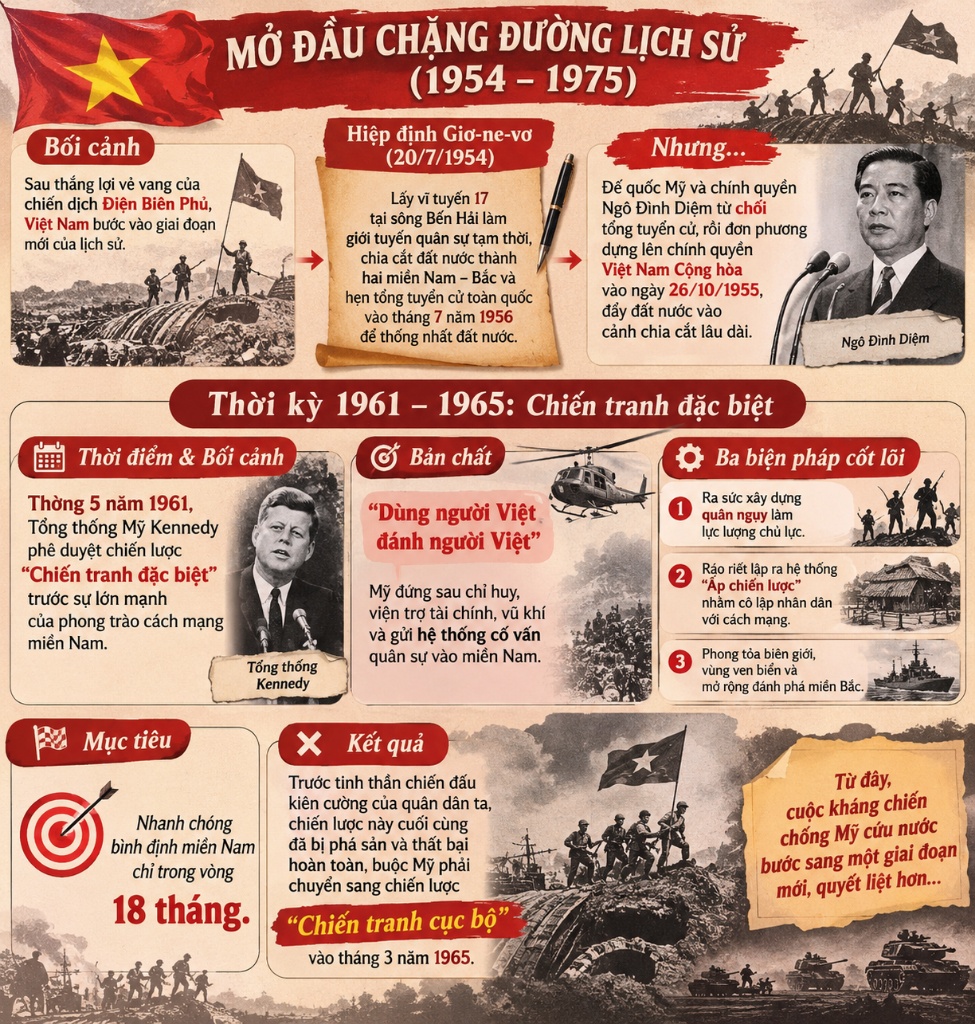 MỞ ĐẦU CHẶNG ĐƯỜNG LỊCH SỬ
(1954 – 1975)
Bối cảnh
Sau thắng lợi vẻ vang của
chiến dịch Điện Biên Phủ,
Việt Nam bước vào giai đoạn
mới của lịch sử.
Hiệp định Giơ-ne-vơ
(20/7/1954)
Lấy vĩ tuyến 17
tại sông Bến Hải làm
giới tuyến quân sự tạm thời,
chia cắt đất nước thành
hai miền Nam – Bắc và
hẹn tổng tuyển cử toàn quốc
vào tháng 7 năm 1956
để thống nhất đất nước.
Nhưng...
Đế quốc Mỹ và chính quyền
Ngô Đình Diệm từ chối
tổng tuyển cử, rồi đơn phương
dựng lên chính quyền
Việt Nam Cộng hòa
vào ngày 26/10/1955,
đẩy đất nước vào
cảnh chia cắt lâu dài.
Ngô Đình Diệm
Thời kỳ 1961 – 1965: Chiến tranh đặc biệt
Thời điểm & Bối cảnh
Thờng 5 năm 1961,
Tổng thống Mỹ Kennedy
phê duyệt chiến lược
“Chiến tranh đặc biệt”
trước sự lớn mạnh
của phong trào cách mạng
miền Nam.
Tổng thống
Kennedy
Bản chất
“Dùng người Việt
đánh người Việt”
Mỹ đứng sau chỉ huy,
viện trợ tài chính, vũ khí
và gửi hệ thống cố vấn
quân sự vào miền Nam.
Ba biện pháp cốt lõi
1
Ra sức xây dựng
quân ngụy làm
lực lượng chủ lực.
2
Ráo riết lập ra hệ thống
“Ấp chiến lược”
nhằm cô lập nhân dân
với cách mạng.
3
Phong tỏa biên giới,
vùng ven biển và
mở rộng đánh phá miền Bắc.
Mục tiêu
Nhanh chóng
bình định miền Nam
chỉ trong vòng
18 tháng.
Kết quả
Trước tinh thần chiến đấu
kiên cường của quân dân ta,
chiến lược này cuối cùng
đã bị phá sản và thất bại
hoàn toàn, buộc Mỹ phải
chuyển sang chiến lược
“Chiến tranh cục bộ”
vào tháng 3 năm 1965.
Từ đây,
cuộc kháng chiến
chống Mỹ cứu nước
bước sang một giai đoạn
mới, quyết liệt hơn...